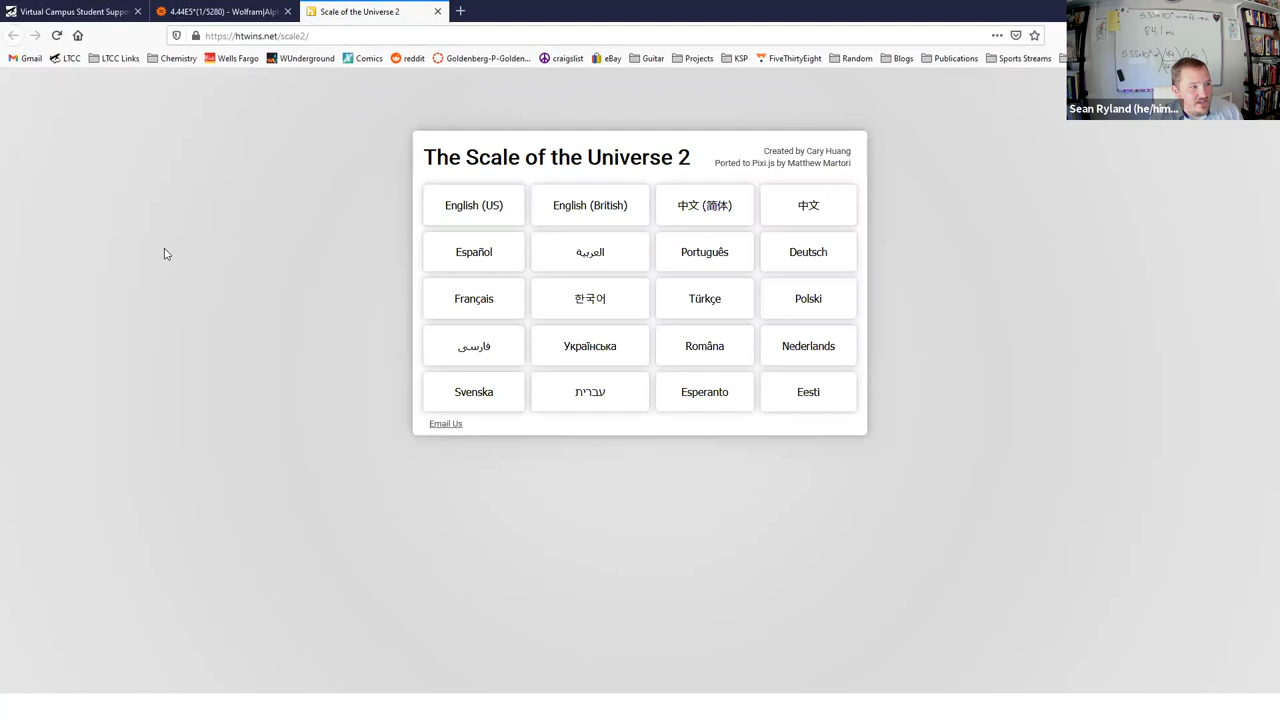 Virtual Campus Student Suppo
4.44E5*(1/5280) - Wolfram|Alp
Scale of the Universe 2
https://htwins.net/scale2/
Gmail
LTCC
LTCC Links
Chemistry
Wells Fargo
WUnderground
Comics
reddit
Goldenberg-P-Golden...
craigslist
eBay
Guitar
Projects
KSP
FiveThirtyEight
Random
Blogs
Publications
Sports Streams
84.1
Sean Ryland (he/him...
The Scale of the Universe 2
Created by Cary Huang
Ported to Pixi.js by Matthew Martori
English (US)
English (British)
中文 (简体)
中文
Español
العربية
Português
Deutsch
Français
한국어
Türkçe
Polski
فارسی
Українська
Româna
Nederlands
Svenska
עברית
Esperanto
Eesti
Email Us